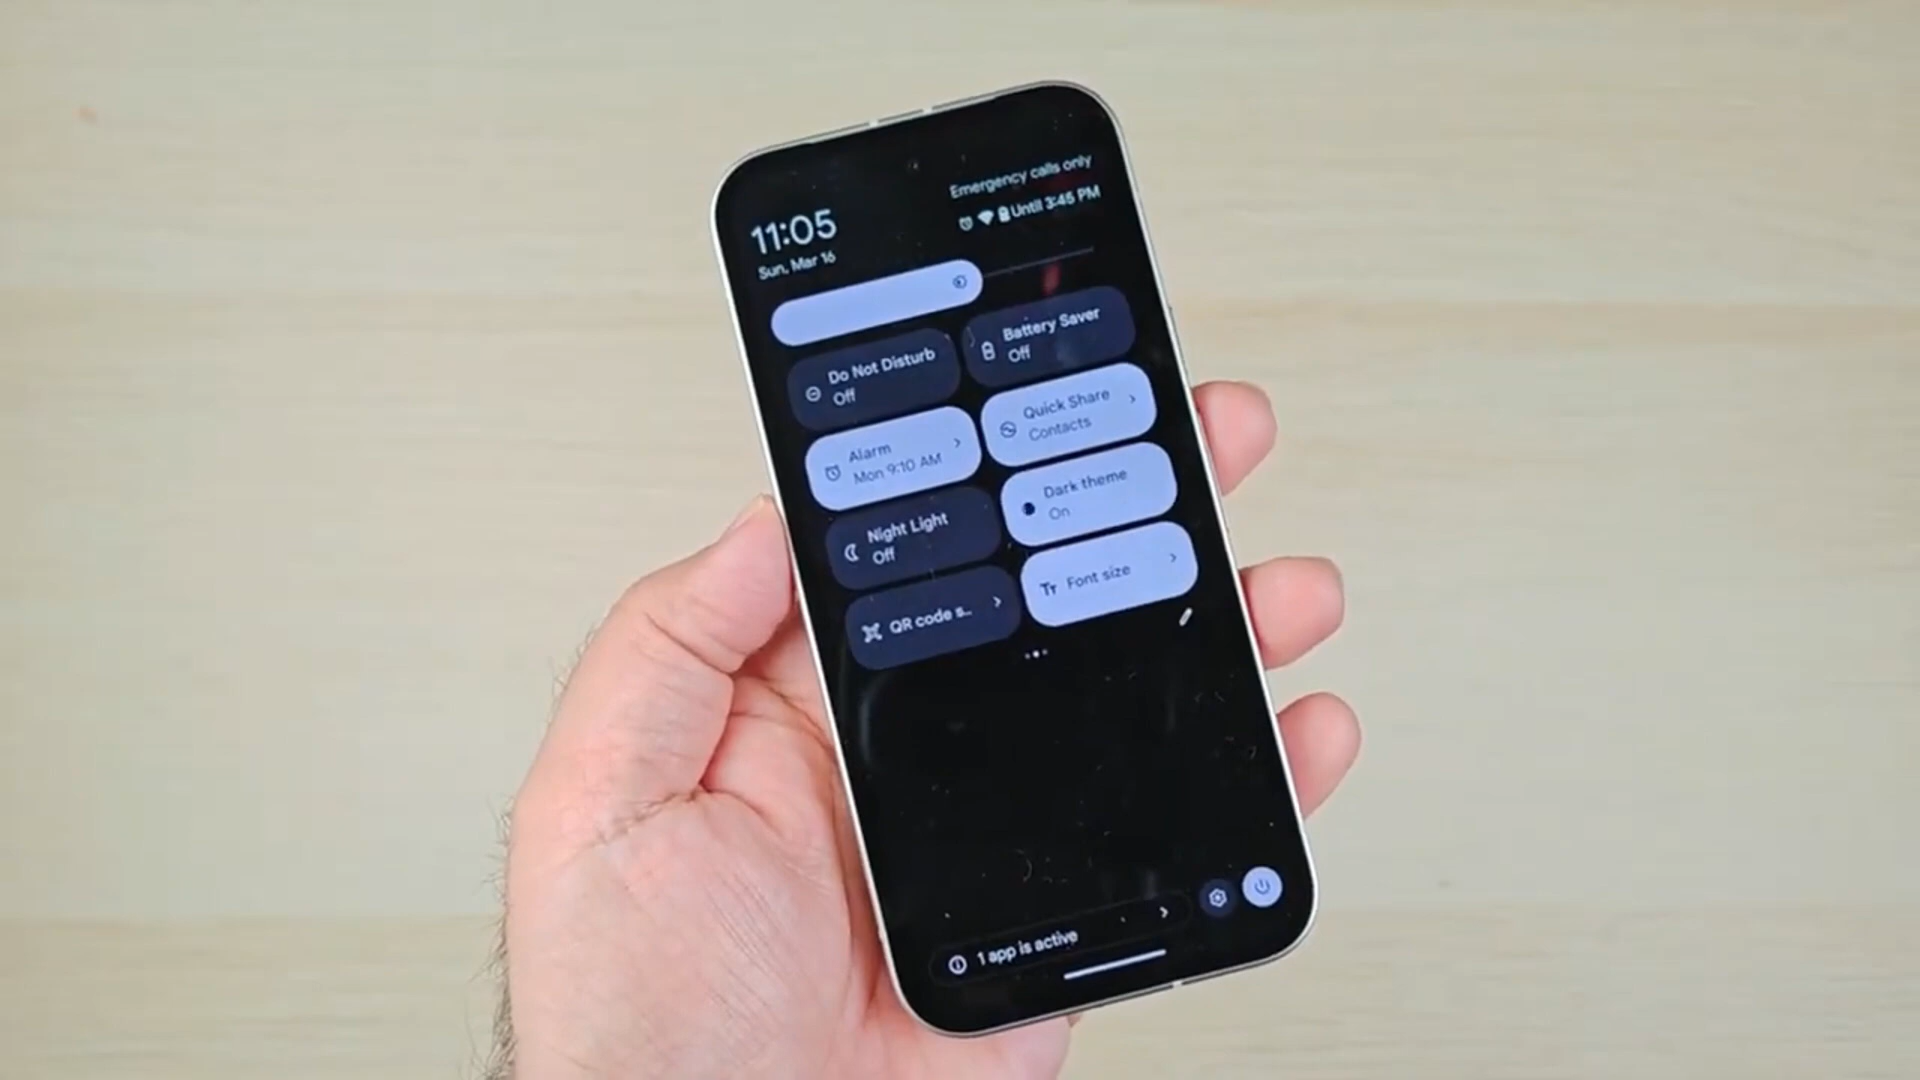 Emergency calls only
11:05
Until 3:45 PM
Sun, Mar 16
Do Not Disturb
Off
Battery Saver
Off
Alarm
Mon 9:10 AM
Quick Share
Contacts
Night Light
Off
Dark theme
On
QR code s..
Tr Font size
1 app is active